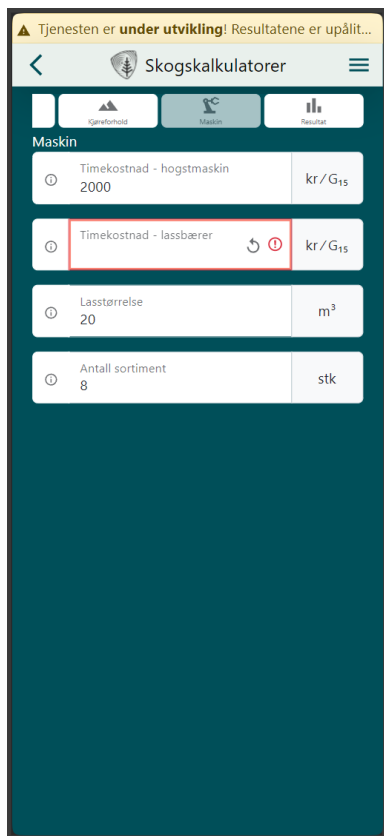 Tjenesten er under utvikling! Resultatene er upålit...
Skogskalkulatorer
Kjøreforhold
Maskin
Resultat
Maskin
Timekostnad - hogstmaskin
2000
kr/G₁₅
Timekostnad - lassbærer
kr/G₁₅
Lasstørrelse
20
m³
Antall sortiment
8
stk